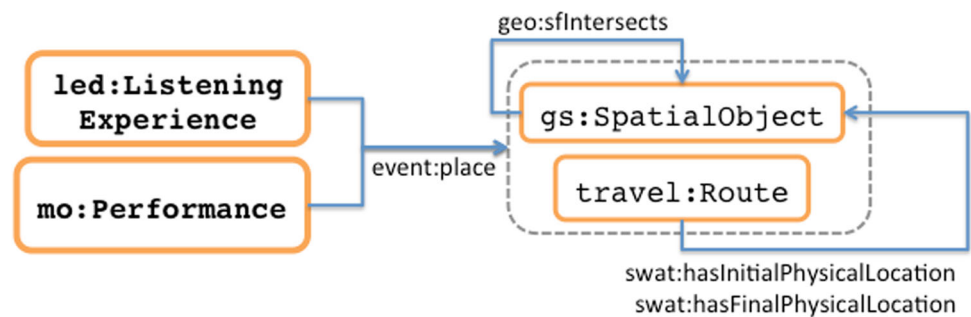 geo:sfIntersects
led:Listening
Experience
gs:SpatialObject
event:place
mo:Performance
travel:Route
swat:hasInitialPhysicalLocation
swat:hasFinalPhysicalLocation